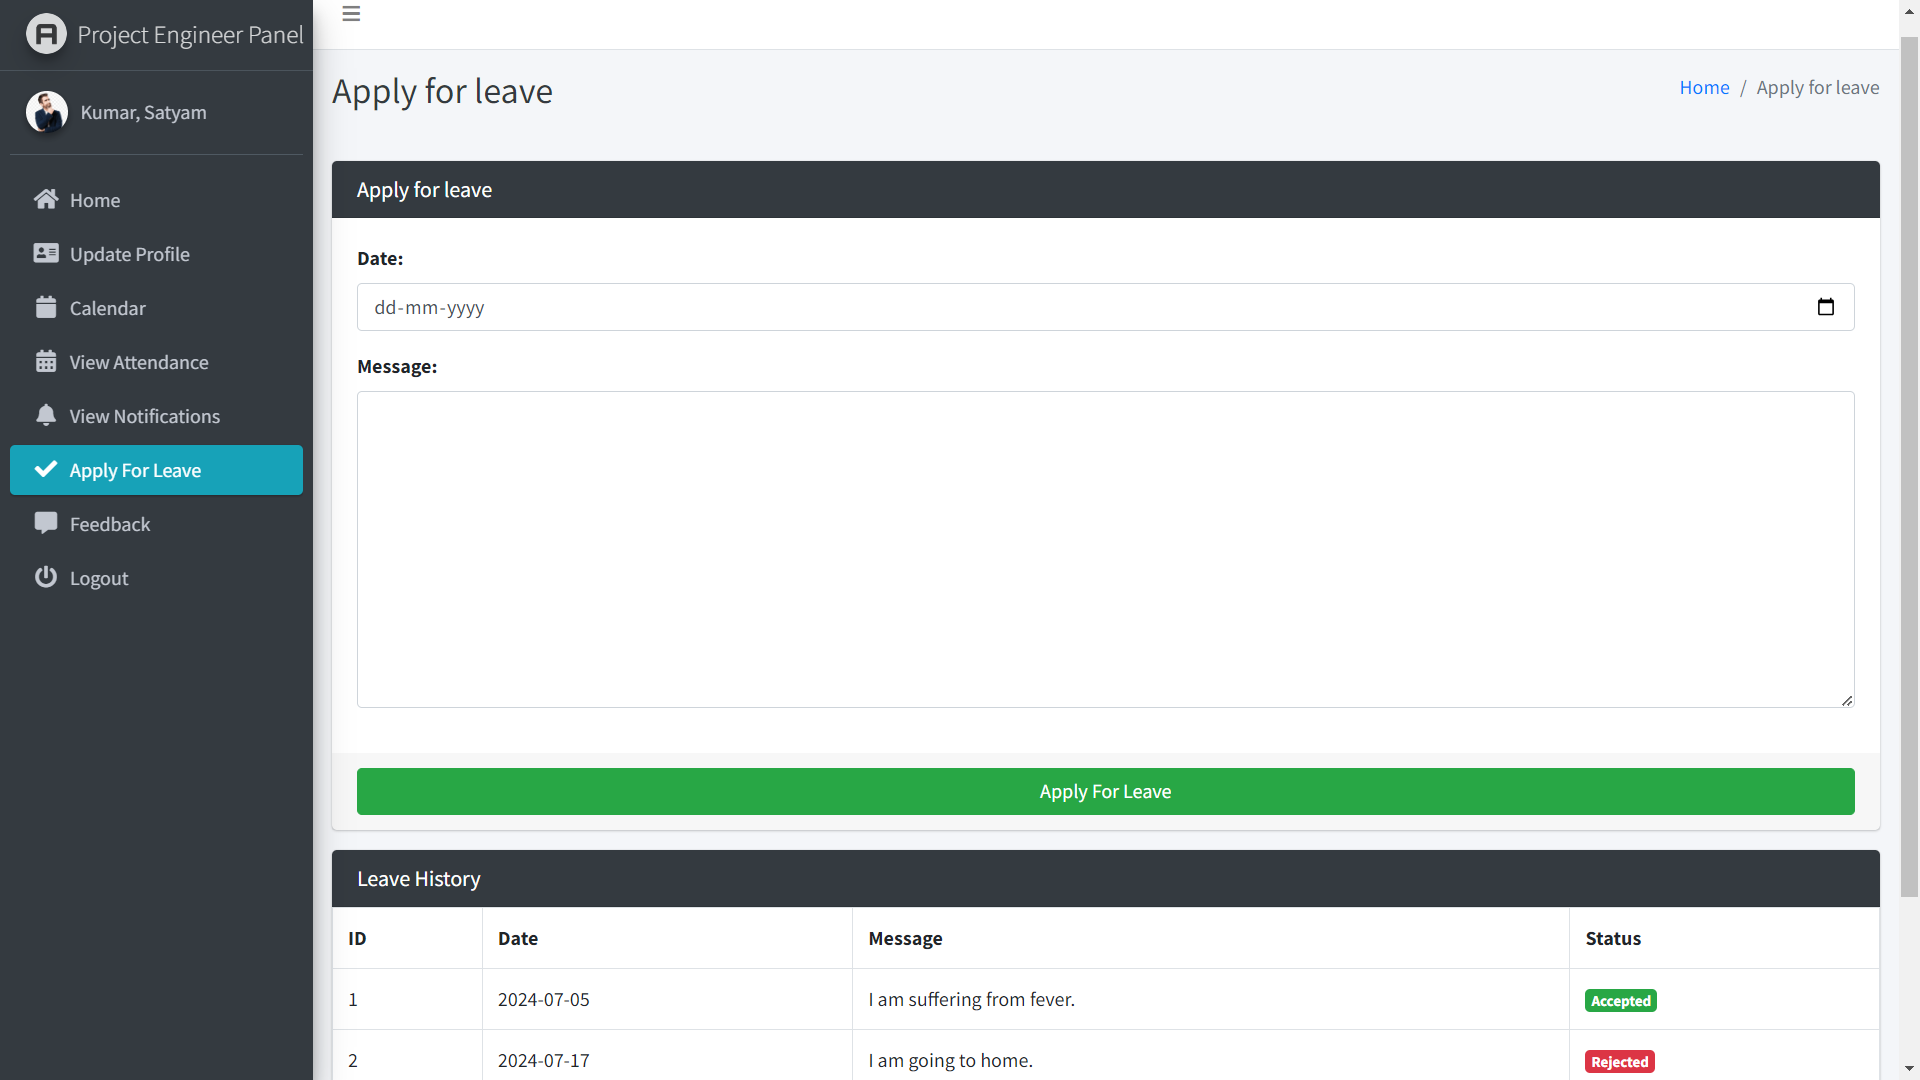 Project Engineer Panel
Kumar, Satyam
Home
Update Profile
Calendar
View Attendance
View Notifications
Apply For Leave
Feedback
Logout
Apply for leave
Home / Apply for leave
Apply for leave
Date:
dd-mm-yyyy
Message:
Apply For Leave
Leave History
ID Date Message Status
1 2024-07-05 I am suffering from fever. Accepted
2 2024-07-17 I am going to home. Rejected